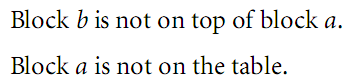 Block b is not on top of block a.
Block a is not on the table.